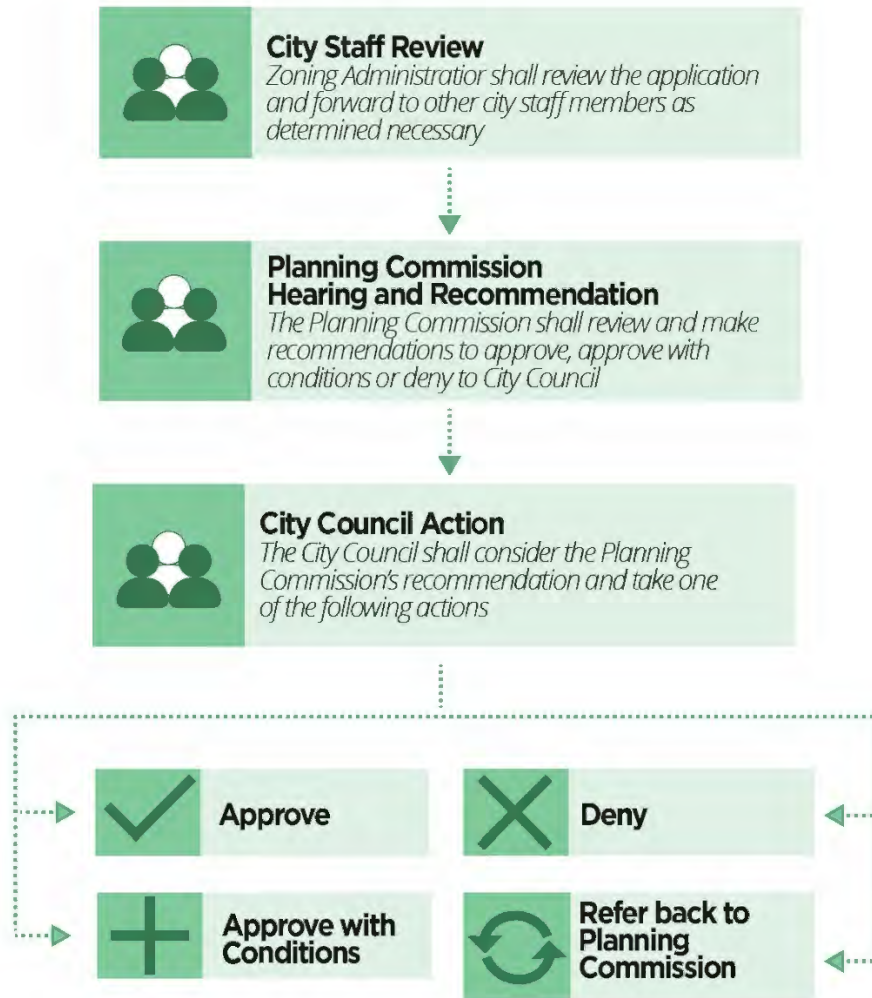 City Staff Review
Zoning Administratior shall review the application
and forward to other city staff members as
determined necessary
Planning Commission
Hearing and Recommendation
The Planning Commission shall review and make
recommendations to approve, approve with
conditions or deny to City Council
City Council Action
The City Council shall consider the Planning
Commission's recommendation and take one
of the following actions
Approve
Deny
Approve with
Conditions
Refer back to
Planning
Commission